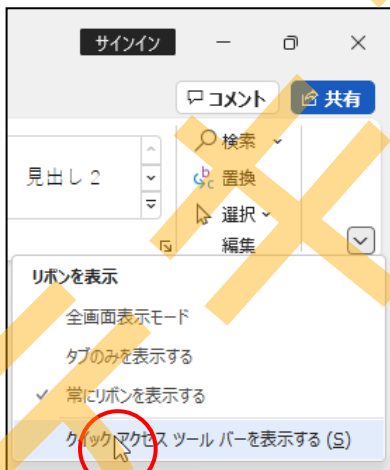 サインイン
コメント 共有
検索
見出し 2
置換
選択
編集
リボンを表示
全画面表示モード
タブのみを表示する
常にリボンを表示する
クイック アクセス ツール バーを表示する (S)